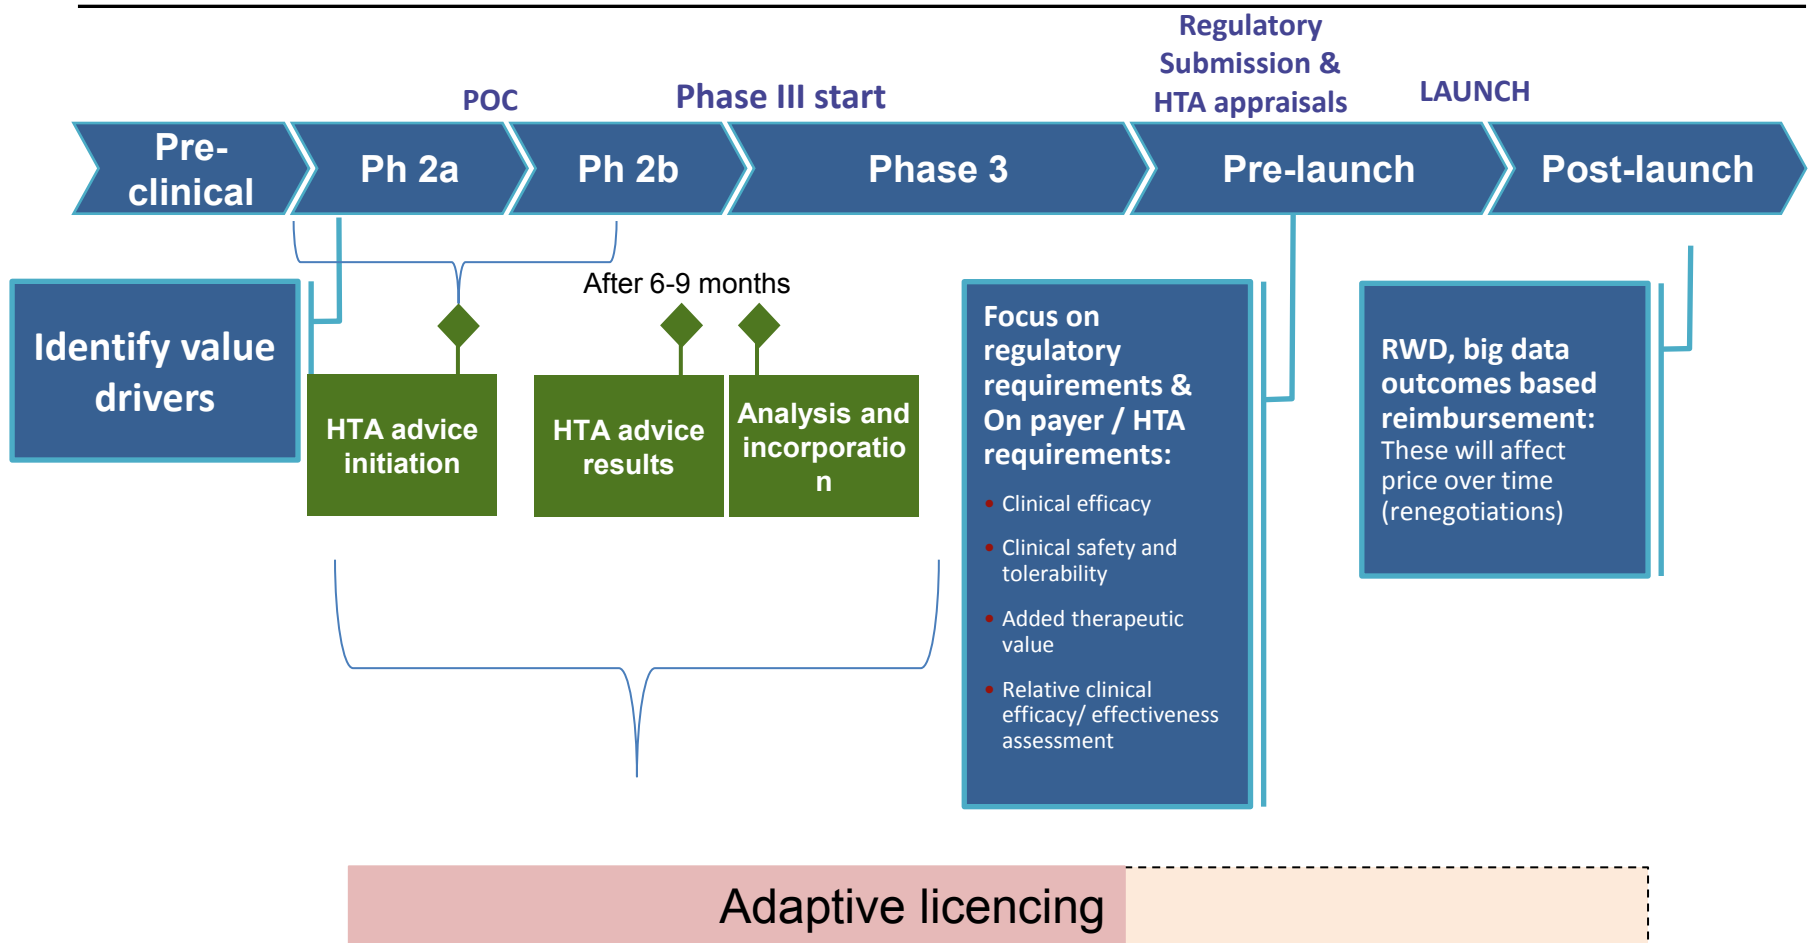 Regulatory
Submission &
HTA appraisals
POC
Phase III start
LAUNCH
Pre-
clinical
Ph 2a
Ph 2b
Phase 3
Pre-launch
Post-launch
Identify value
drivers
After 6-9 months
HTA advice
initiation
HTA advice
results
Analysis and
incorporatio
n
Focus on
regulatory
requirements &
On payer / HTA
requirements:
• Clinical efficacy
• Clinical safety and
tolerability
• Added therapeutic
value
• Relative clinical
efficacy/ effectiveness
assessment
RWD, big data
outcomes based
reimbursement:
These will affect
price over time
(renegotiations)
Adaptive licencing